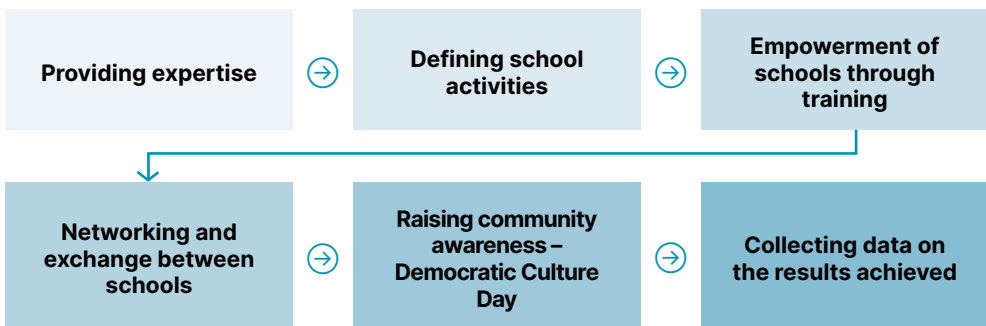 Providing expertise
Defining school
activities
Empowerment of
schools through
training
Networking and
exchange between
schools
Raising community
awareness –
Democratic Culture
Day
Collecting data on
the results achieved